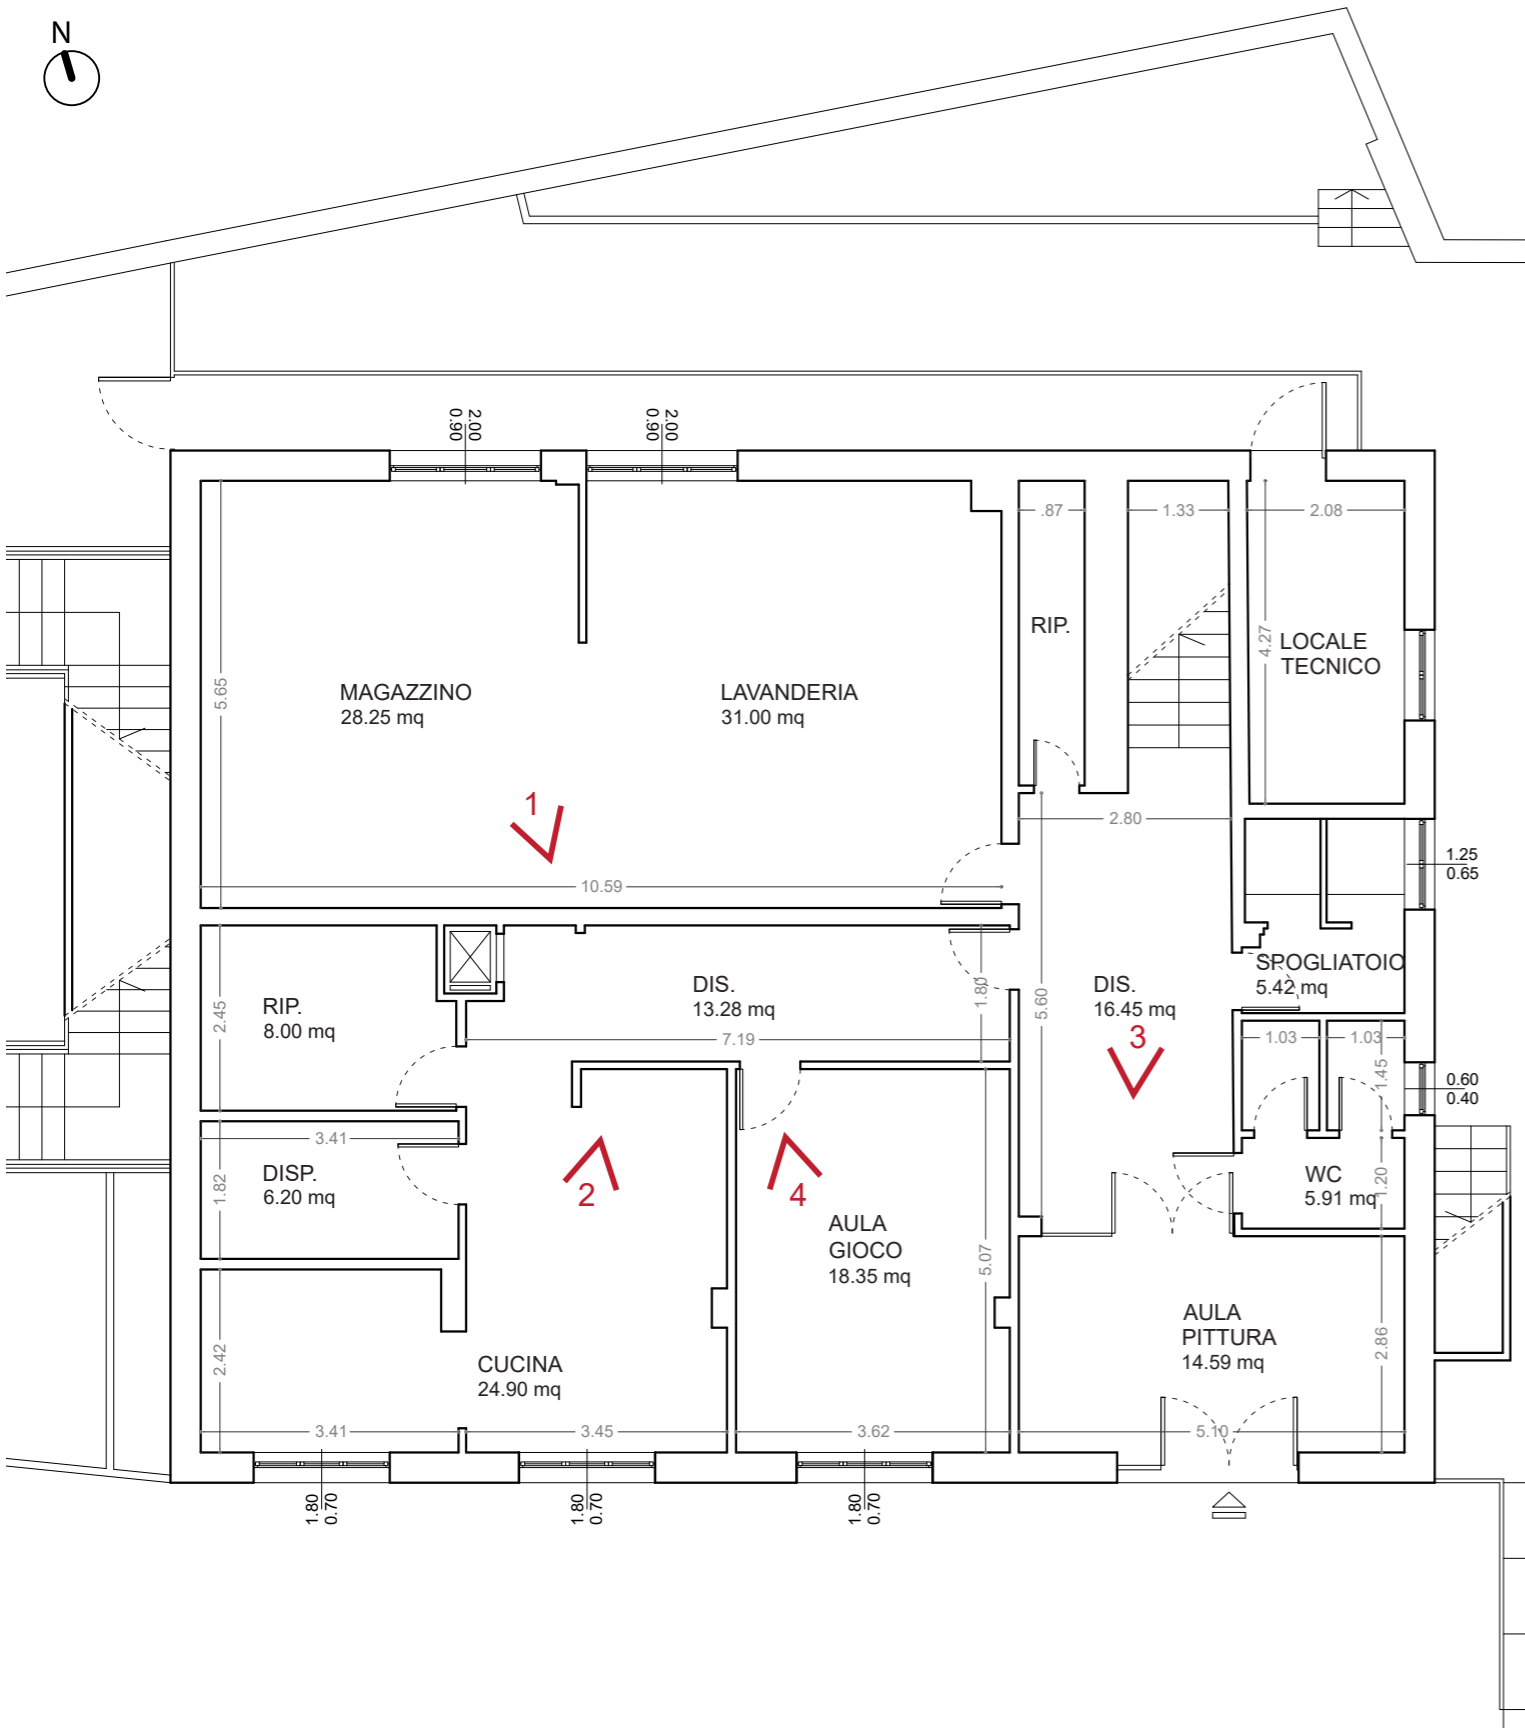 N
2.00
0.90
2.00
0.90
.87
1.33
2.08
RIP.
4.27
LOCALE
TECNICO
5.65
MAGAZZINO
28.25 mq
LAVANDERIA
31.00 mq
1
2.80
10.59
1.25
0.65
RIP.
8.00 mq
2.45
DIS.
13.28 mq
1.80
7.19
5.60
DIS.
16.45 mq
3
SPOGLIATOIO
5.42 mq
1.03
1.03
1.45
0.60
0.40
3.41
DISP.
6.20 mq
1.82
2
4
WC
5.91 mq
1.20
AULA
GIOCO
18.35 mq
5.07
AULA
PITTURA
14.59 mq
2.86
2.42
CUCINA
24.90 mq
3.41
3.45
3.62
5.10
1.80
0.70
1.80
0.70
1.80
0.70